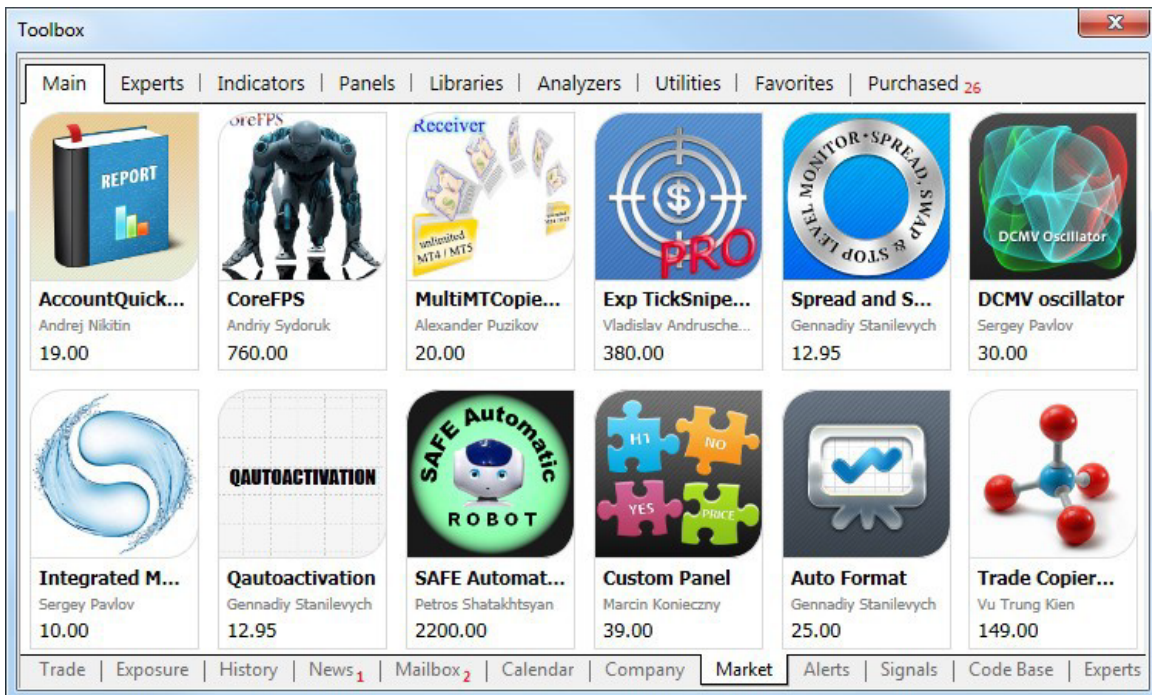 Toolbox
Main | Experts | Indicators | Panels | Libraries | Analyzers | Utilities | Favorites | Purchased 26
REPORT
CoreFPS
Receiver
unlimited
MT4 / MT5
$
PRO
MONITOR · SPREAD, SWAP & STOP LEVEL
DCMV Oscillator
AccountQuick... CoreFPS MultiMTCopie... Exp TickSnipe... Spread and S... DCMV oscillator
Andrej Nikitin Andriy Sydoruk Alexander Puzikov Vladislav Andrusche... Gennadiy Stanilevych Sergey Pavlov
19.00 760.00 20.00 380.00 12.95 30.00
QAUTOACTIVATION
SAFE Automatic
ROBOT
H1 NO
YES PRICE
Integrated M... Qautoactivation SAFE Automat... Custom Panel Auto Format Trade Copier...
Sergey Pavlov Gennadiy Stanilevych Petros Shatakhtsyan Marcin Konieczny Gennadiy Stanilevych Vu Trung Kien
10.00 12.95 2200.00 39.00 25.00 149.00
Trade | Exposure | History | News 1 | Mailbox 2 | Calendar | Company | Market | Alerts | Signals | Code Base | Experts